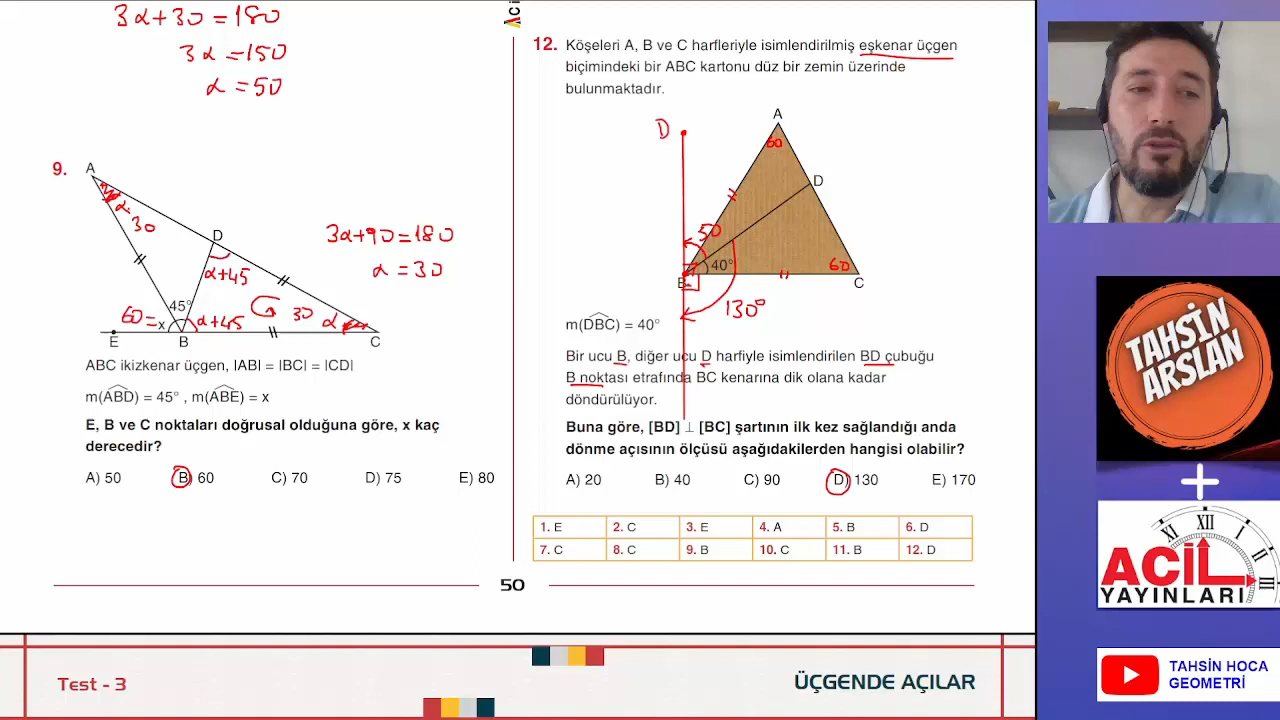 3α+30=180
3α=150
α=50
9.
A
α
30
D
3α+90=180
α=30
α+45
45°
60=x
α+45
30
α
E
B
C
ABC ikizkenar üçgen, |AB| = |BC| = |CD|
m(ABD) = 45° , m(ABE) = x
E, B ve C noktaları doğrusal olduğuna göre, x kaç
derecedir?
A) 50 B) 60 C) 70 D) 75 E) 80
Aci
12. Köşeleri A, B ve C harfleriyle isimlendirilmiş eşkenar üçgen
biçimindeki bir ABC kartonu düz bir zemin üzerinde
bulunmaktadır.
A
D
60
D
50
40°
60
B
C
130°
m(DBC) = 40°
Bir ucu B, diğer ucu D harfiyle isimlendirilen BD çubuğu
B noktası etrafında BC kenarına dik olana kadar
döndürülüyor.
Buna göre, [BD] ⊥ [BC] şartının ilk kez sağlandığı anda
dönme açısının ölçüsü aşağıdakilerden hangisi olabilir?
A) 20 B) 40 C) 90 D) 130 E) 170
1. E 2. C 3. E 4. A 5. B 6. D
7. C 8. C 9. B 10. C 11. B 12. D
50
Test - 3
ÜÇGENDE AÇILAR
TAHSİN
ARSLAN
+
XI XII I II III
ACİL
YAYINLARI
TAHSİN HOCA
GEOMETRİ